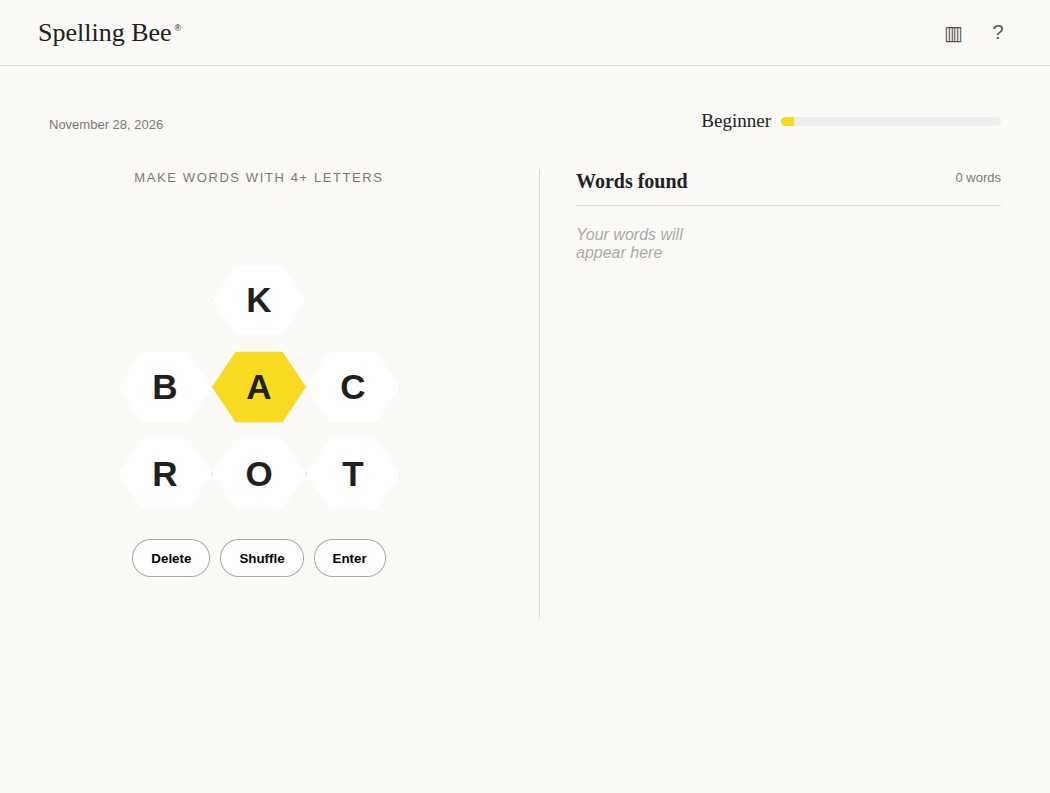 Spelling Bee®
?
November 28, 2026
Beginner
MAKE WORDS WITH 4+ LETTERS
Words found
0 words
Your words will
appear here
K
B A C
R O T
Delete Shuffle Enter